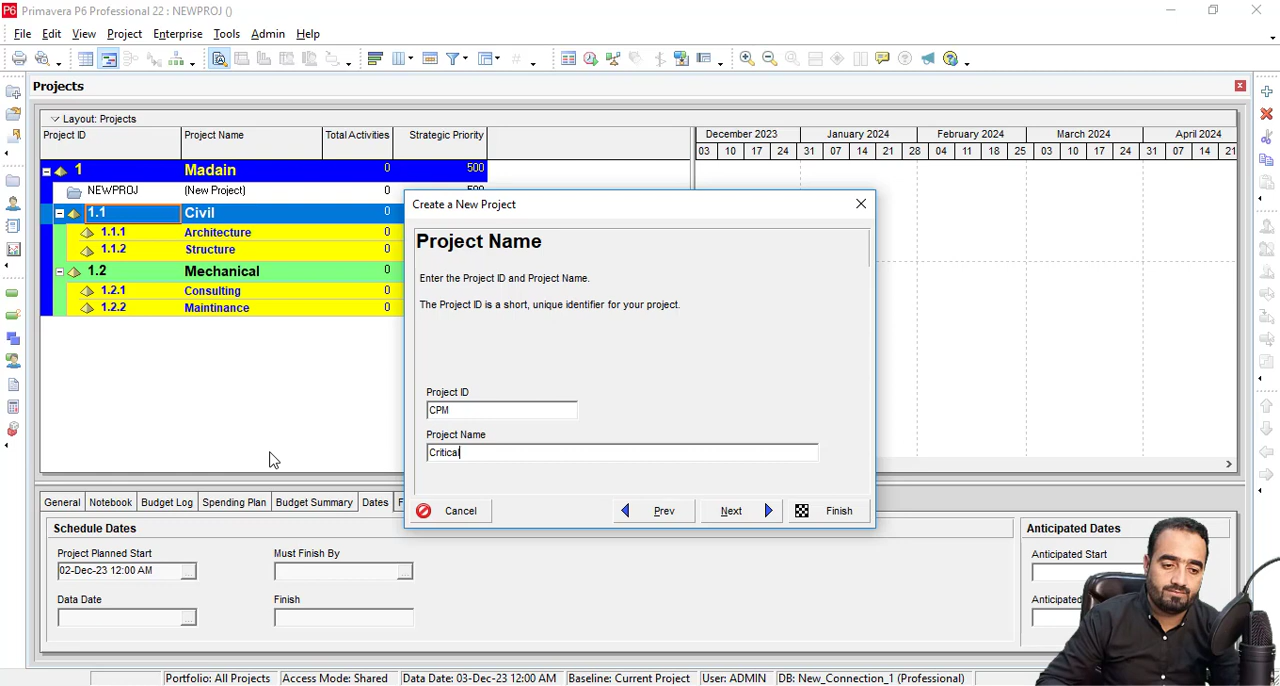 P6 Primavera P6 Professional 22 : NEWPROJ ()
File Edit View Project Enterprise Tools Admin Help
Projects
Layout: Projects
Project ID Project Name Total Activities Strategic Priority
December 2023 January 2024 February 2024 March 2024 April 2024
03 10 17 24 31 07 14 21 28 04 11 18 25 03 10 17 24 31 07 14 21
1 Madain 0 500
NEWPROJ (New Project) 0 500
1.1 Civil 0
1.1.1 Architecture 0
1.1.2 Structure 0
1.2 Mechanical 0
1.2.1 Consulting 0
1.2.2 Maintinance 0
Create a New Project
Project Name
Enter the Project ID and Project Name.
The Project ID is a short, unique identifier for your project.
Project ID
CPM
Project Name
Critical
Cancel Prev Next Finish
General Notebook Budget Log Spending Plan Budget Summary Dates
Schedule Dates
Project Planned Start Must Finish By
02-Dec-23 12:00 AM
Data Date Finish
Anticipated Dates
Anticipated Start
Anticipated
Portfolio: All Projects Access Mode: Shared Data Date: 03-Dec-23 12:00 AM Baseline: Current Project User: ADMIN DB: New_Connection_1 (Professional)